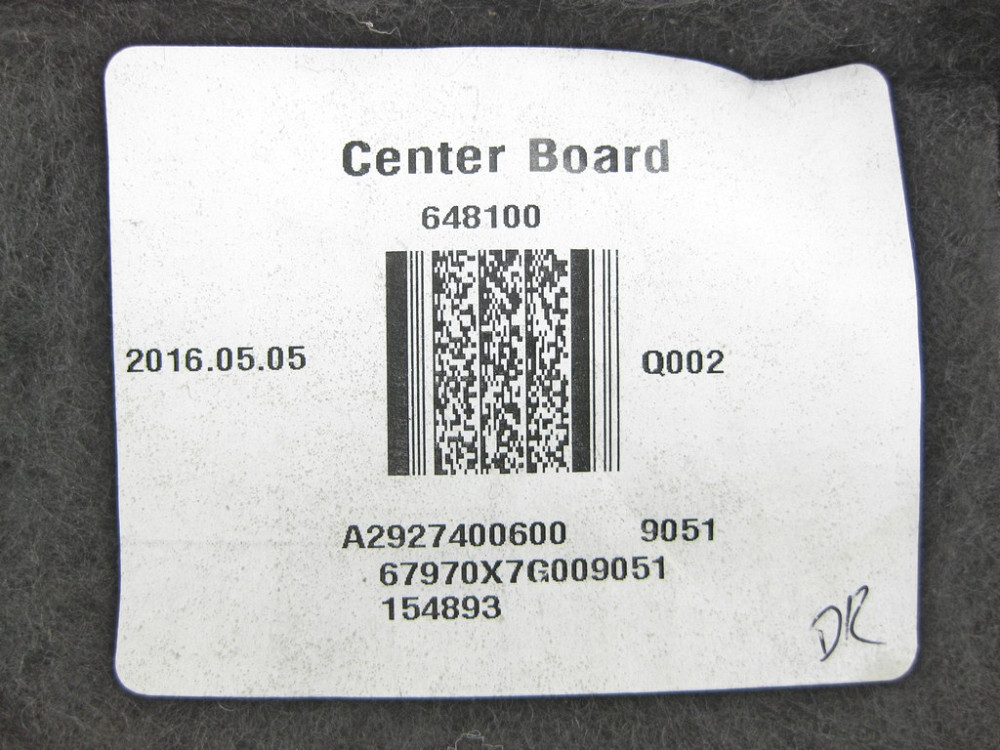 Center Board
648100
2016.05.05 Q002
A2927400600 9051
67970X7G009051
154893
DR